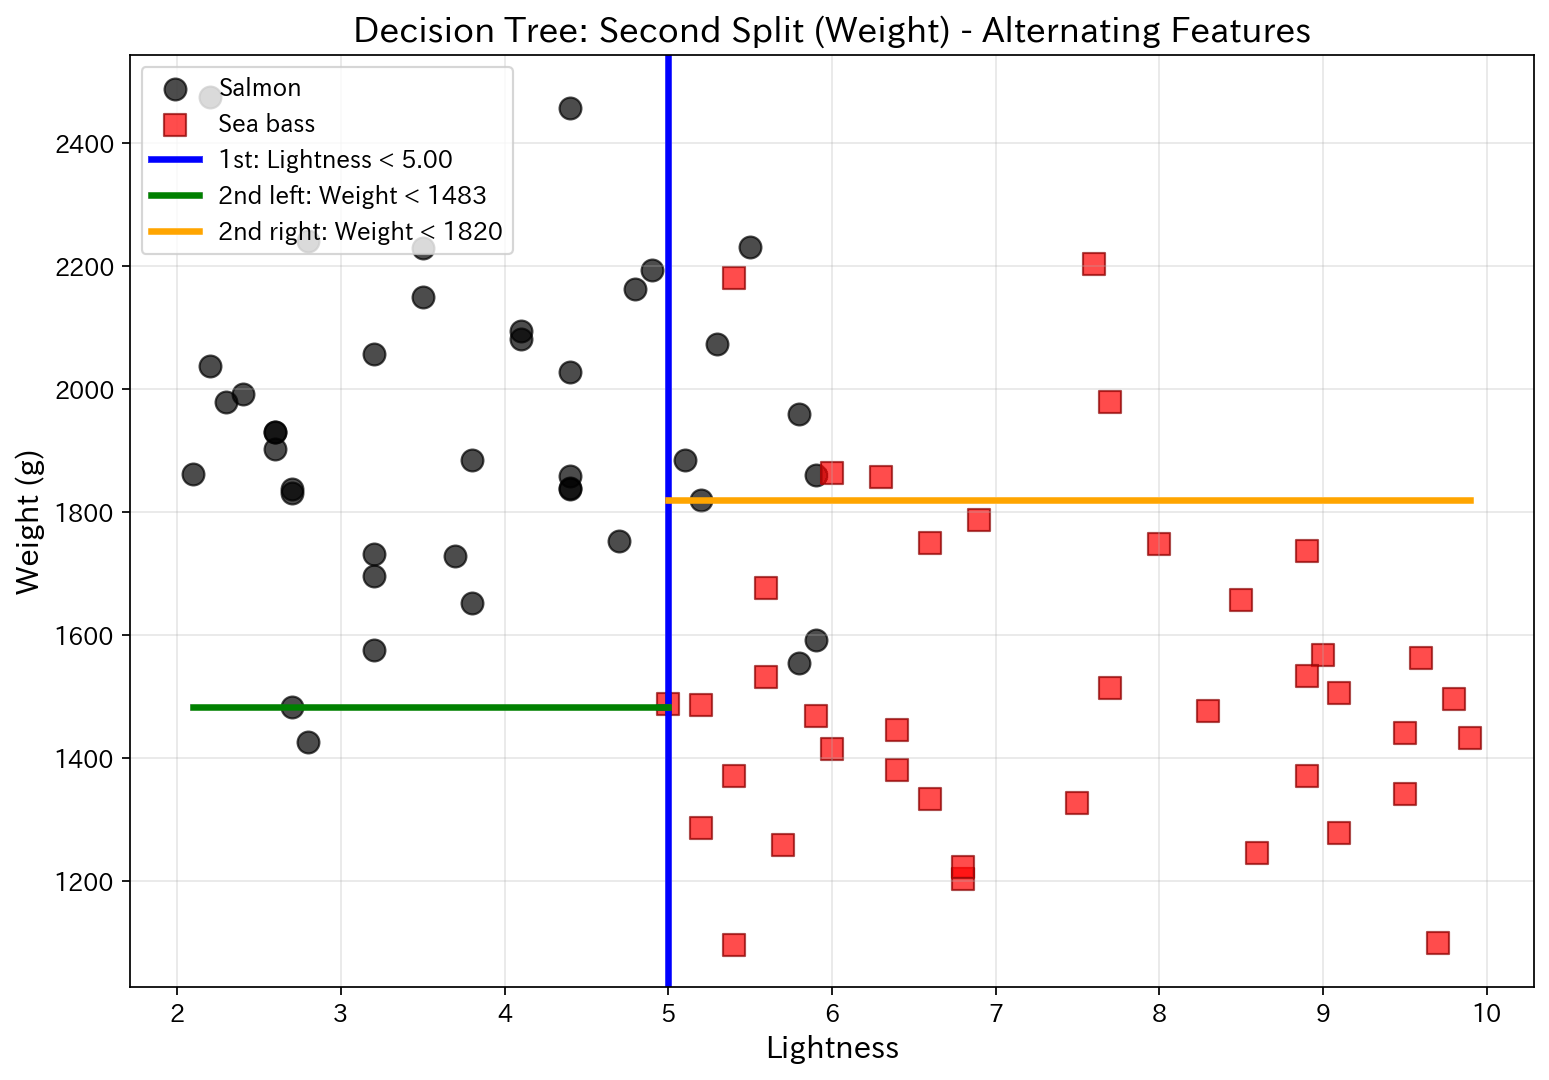 Decision Tree: Second Split (Weight) - Alternating Features
Salmon
Sea bass
1st: Lightness < 5.00
2nd left: Weight < 1483
2nd right: Weight < 1820
Weight (g)
2400
2200
2000
1800
1600
1400
1200
2 3 4 5 6 7 8 9 10
Lightness